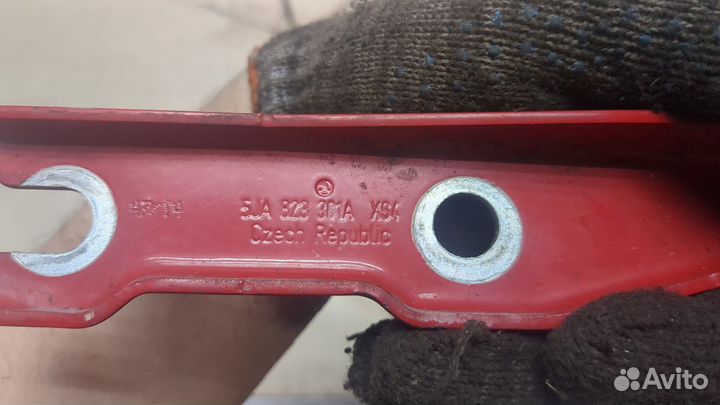 5JA 823 301A XS4
Czech Republic
Avito